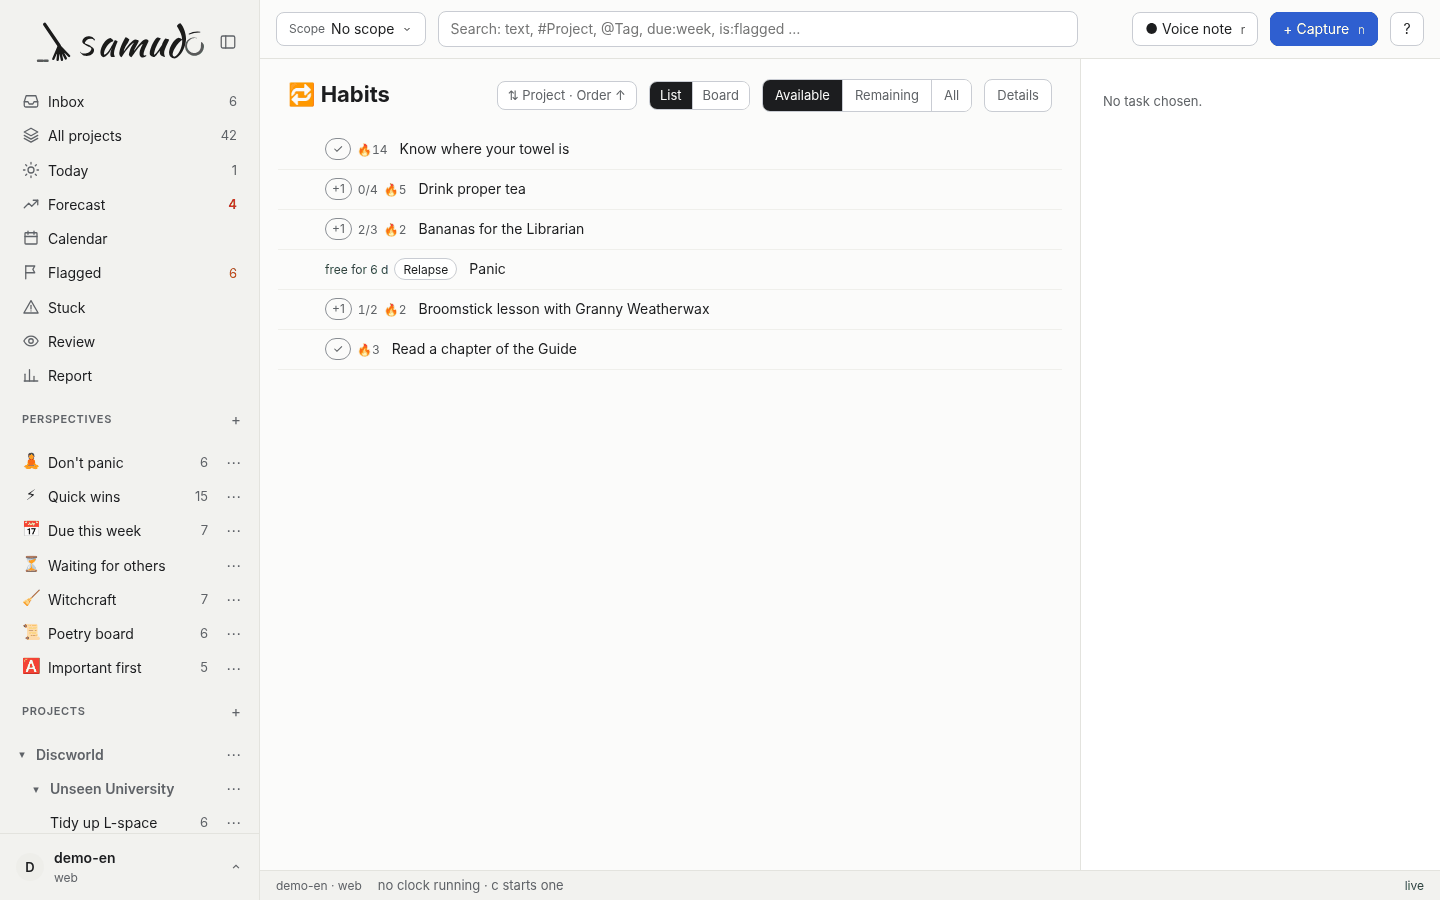 samudō
Inbox 6
All projects 42
Today 1
Forecast 4
Calendar
Flagged 6
Stuck
Review
Report
PERSPECTIVES +
Don't panic 6 ...
Quick wins 15 ...
Due this week 7 ...
Waiting for others ...
Witchcraft 7 ...
Poetry board 6 ...
Important first 5 ...
PROJECTS +
Discworld ...
Unseen University ...
Tidy up L-space 6 ...
D demo-en
web
Scope No scope
Search: text, #Project, @Tag, due:week, is:flagged ...
Voice note r
+ Capture n
?
Habits
⇅ Project · Order ↑
List Board
Available Remaining All
Details
✓ 14 Know where your towel is
+1 0/4 5 Drink proper tea
+1 2/3 2 Bananas for the Librarian
free for 6 d Relapse Panic
+1 1/2 2 Broomstick lesson with Granny Weatherwax
✓ 3 Read a chapter of the Guide
No task chosen.
demo-en · web no clock running · c starts one
live